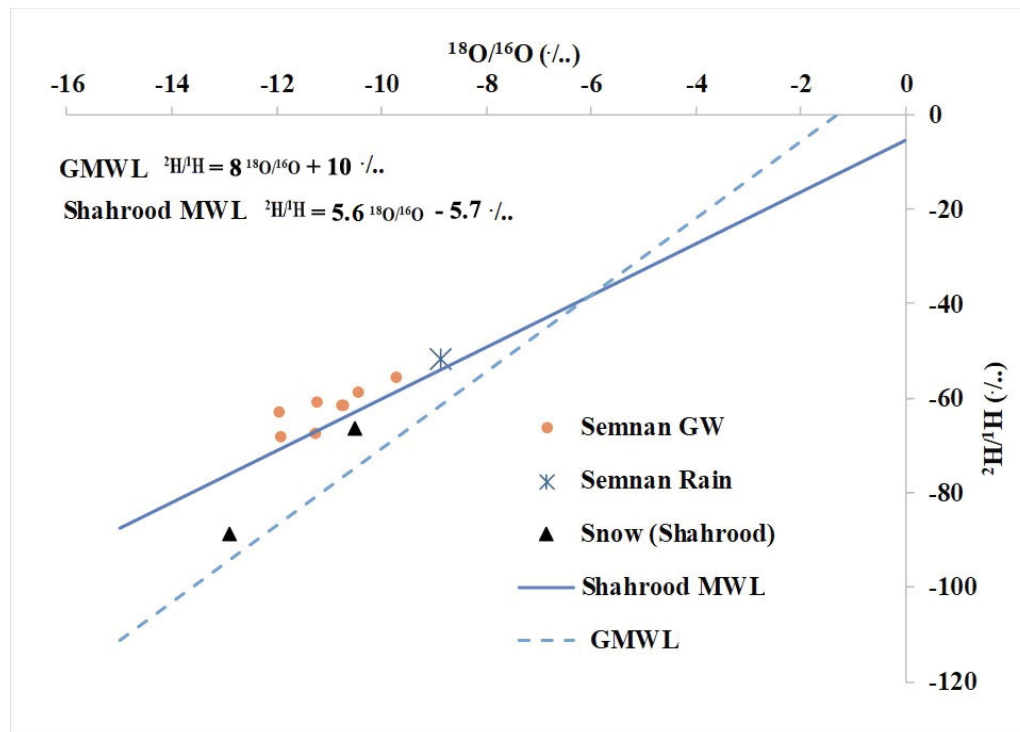 ¹⁸O/¹⁶O (·/..)
-16 -14 -12 -10 -8 -6 -4 -2 0
0
GMWL ²H/¹H = 8 ¹⁸O/¹⁶O + 10 ·/..
Shahrood MWL ²H/¹H = 5.6 ¹⁸O/¹⁶O - 5.7 ·/..
-20
-40
-60
-80
-100
-120
²H/¹H (·/..)
Semnan GW
Semnan Rain
Snow (Shahrood)
Shahrood MWL
GMWL